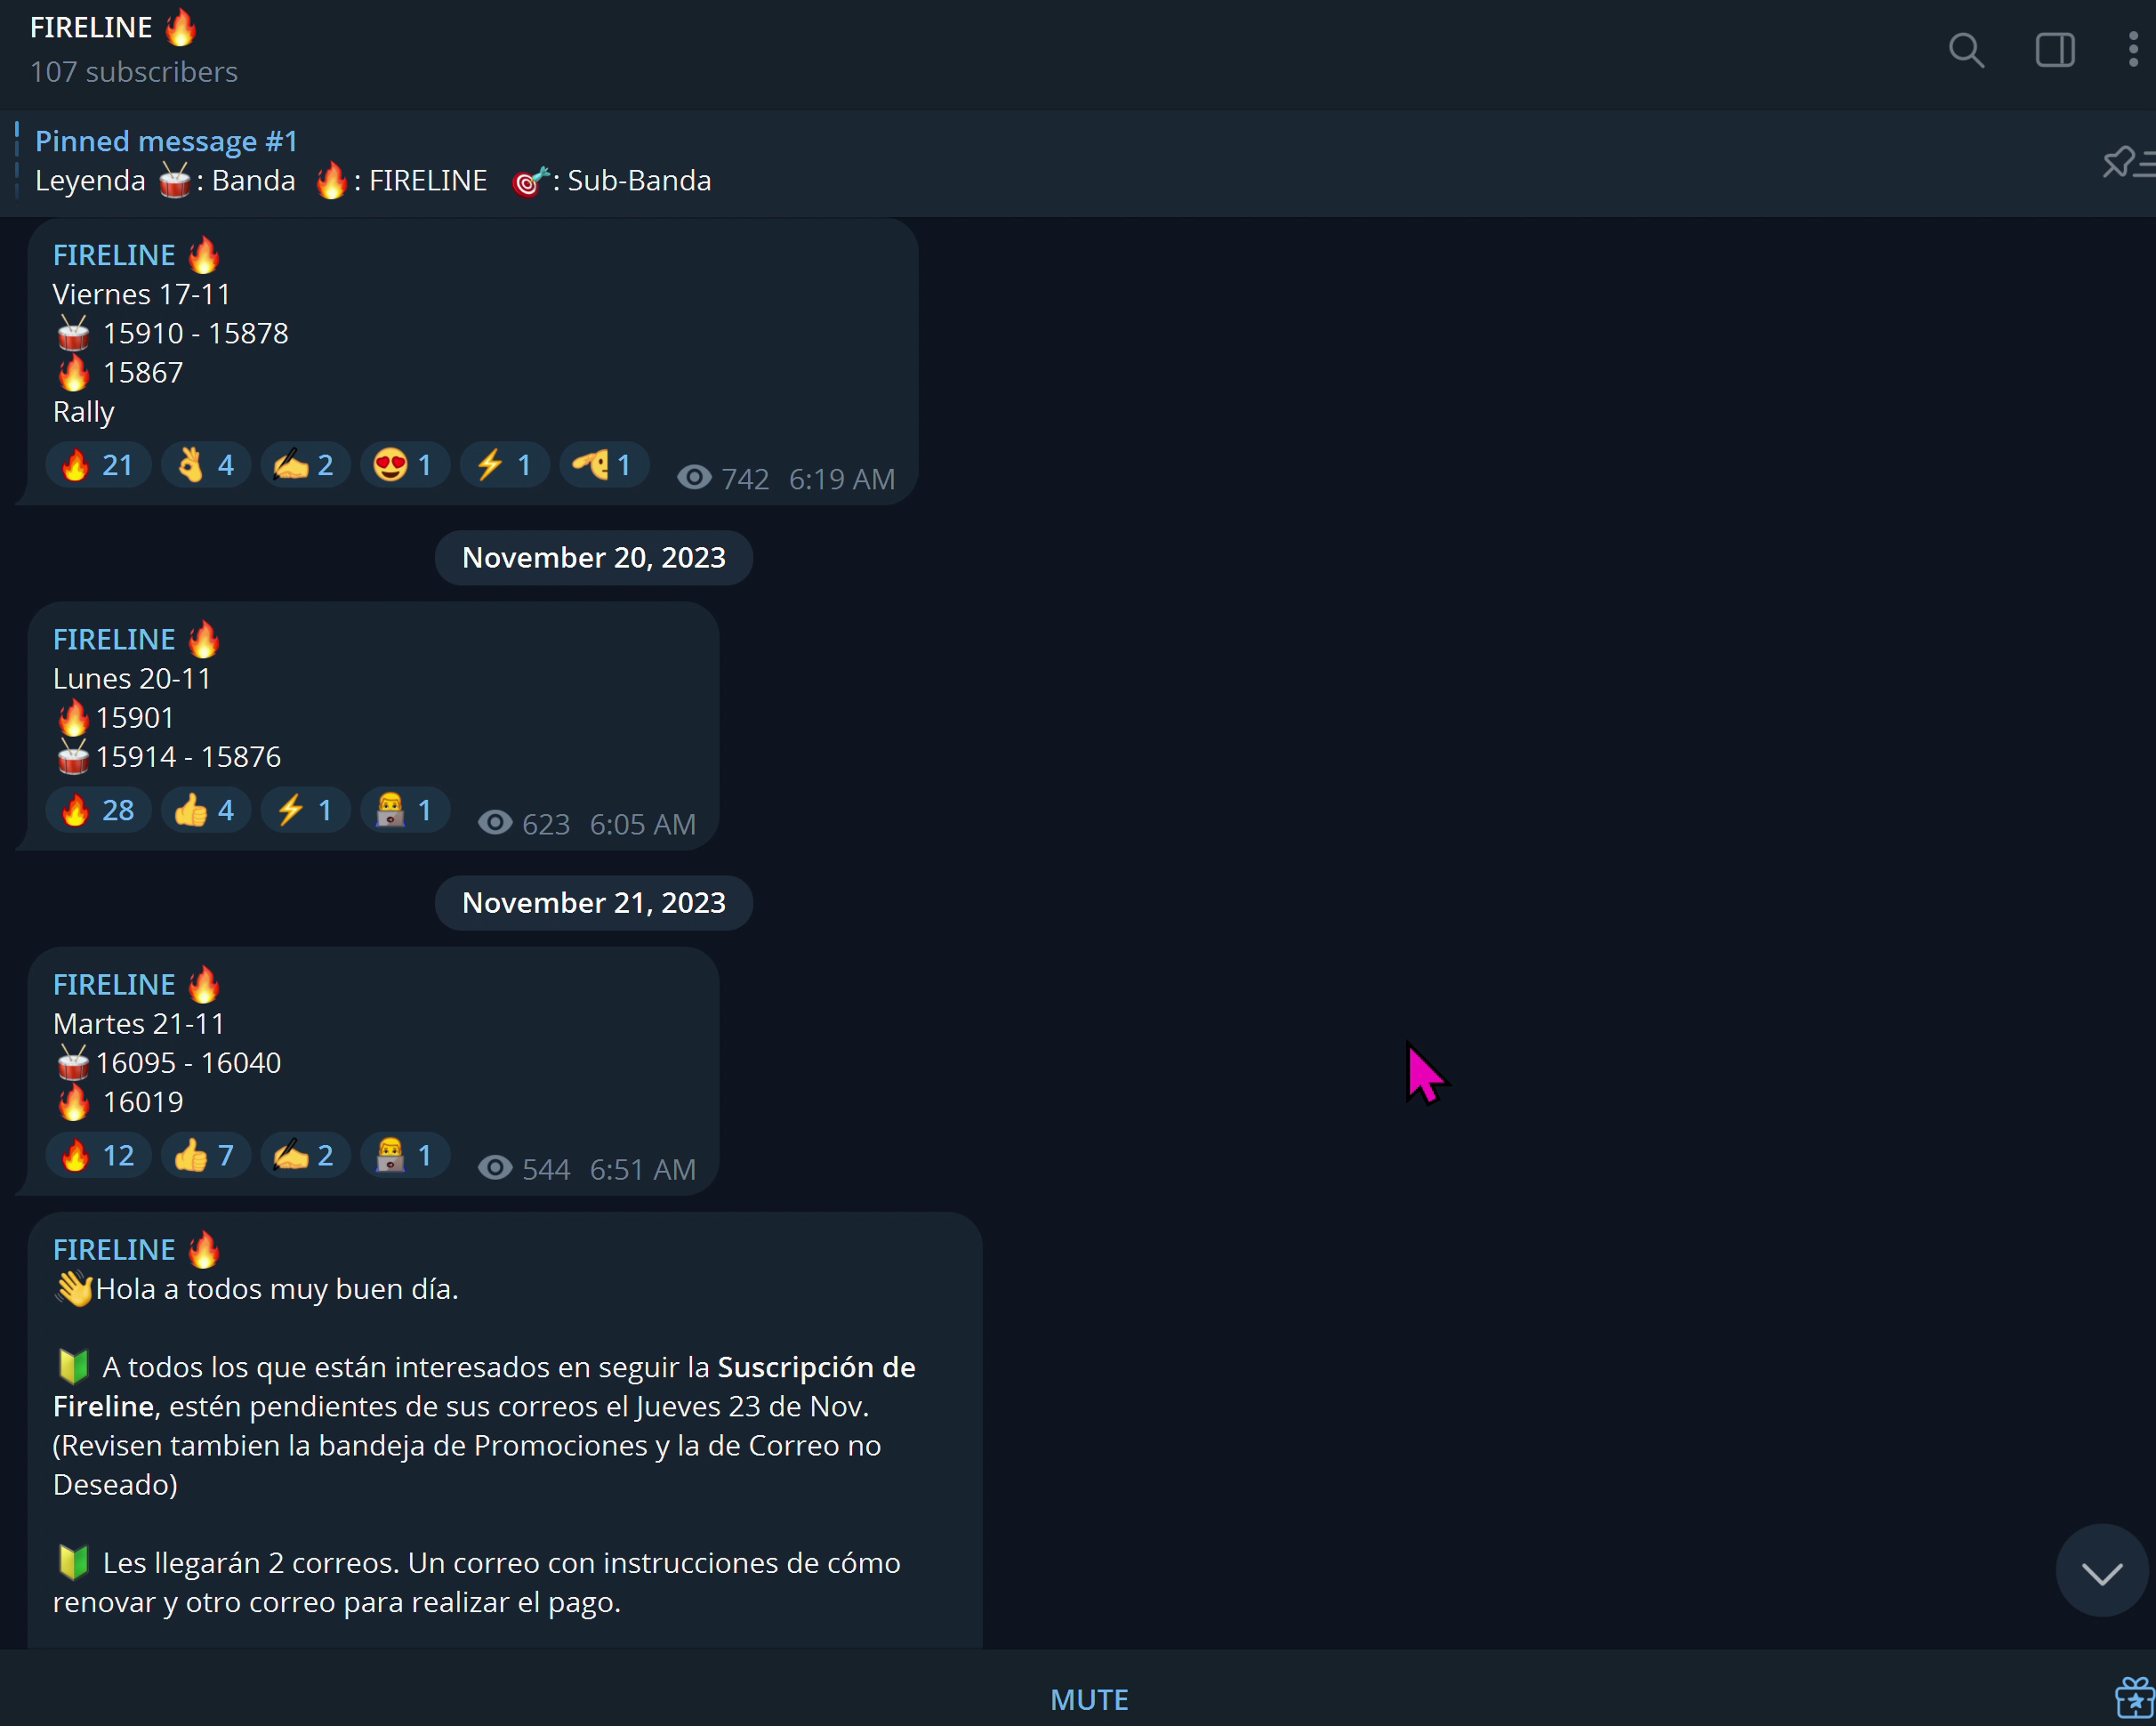 FIRELINE 🔥
107 subscribers
Pinned message #1
Leyenda 🥁: Banda 🔥: FIRELINE 🎯: Sub-Banda
FIRELINE 🔥
Viernes 17-11
🥁 15910 - 15878
🔥 15867
Rally
🔥 21 👌 4 ✍️ 2 😍 1 ⚡ 1 🫡 1 742 6:19 AM
November 20, 2023
FIRELINE 🔥
Lunes 20-11
🔥15901
🥁15914 - 15876
🔥 28 👍 4 ⚡ 1 👨‍💻 1 623 6:05 AM
November 21, 2023
FIRELINE 🔥
Martes 21-11
🥁16095 - 16040
🔥 16019
🔥 12 👍 7 ✍️ 2 👨‍💻 1 544 6:51 AM
FIRELINE 🔥
👋Hola a todos muy buen día.
🔰 A todos los que están interesados en seguir la Suscripción de
Fireline, estén pendientes de sus correos el Jueves 23 de Nov.
(Revisen tambien la bandeja de Promociones y la de Correo no
Deseado)
🔰 Les llegarán 2 correos. Un correo con instrucciones de cómo
renovar y otro correo para realizar el pago.
MUTE